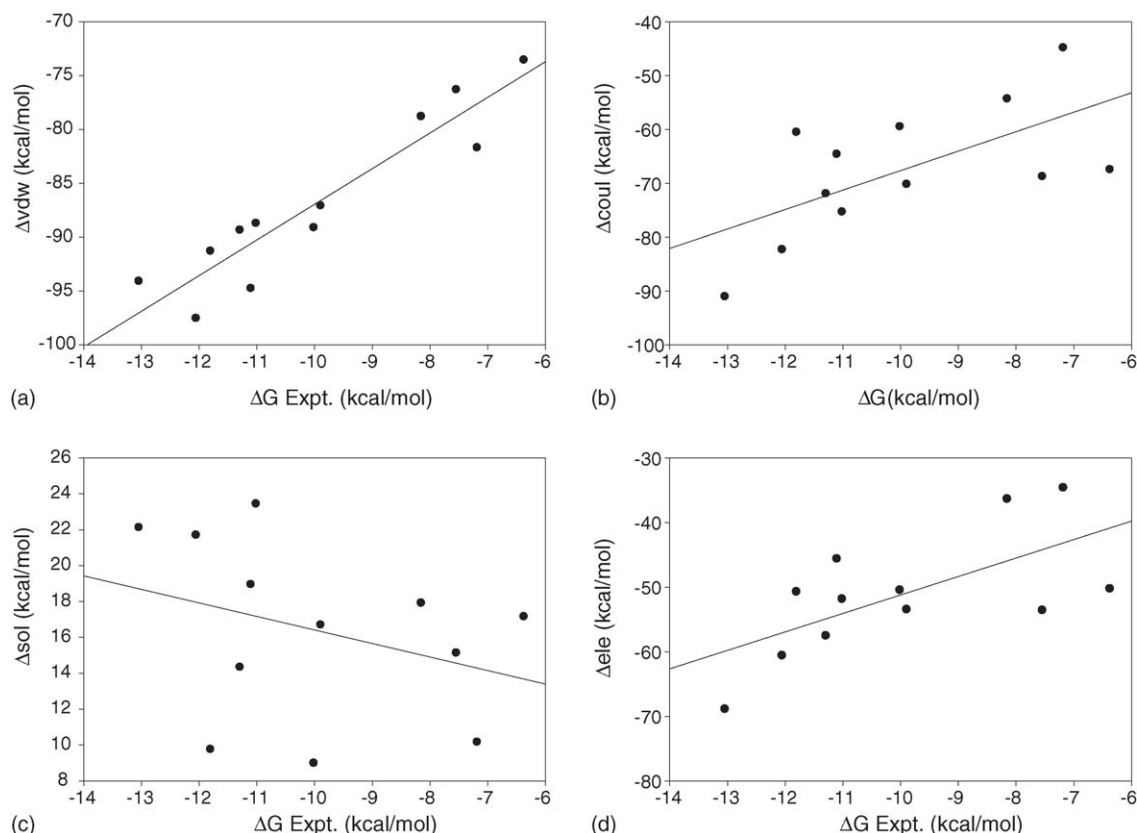 -70
-75
-80
-85
-90
-95
-100
Δvdw (kcal/mol)
-14 -13 -12 -11 -10 -9 -8 -7 -6
(a) ΔG Expt. (kcal/mol)
-40
-50
-60
-70
-80
-90
-100
Δcoul (kcal/mol)
-14 -13 -12 -11 -10 -9 -8 -7 -6
(b) ΔG(kcal/mol)
26
24
22
20
18
16
14
12
10
8
Δsol (kcal/mol)
-14 -13 -12 -11 -10 -9 -8 -7 -6
(c) ΔG Expt. (kcal/mol)
-30
-40
-50
-60
-70
-80
Δele (kcal/mol)
-14 -13 -12 -11 -10 -9 -8 -7 -6
(d) ΔG Expt. (kcal/mol)